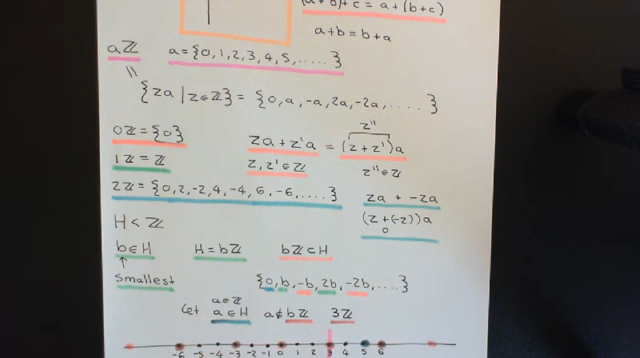 (a+b)+c = a+(b+c)
a+b=b+a
aℤ a={0,1,2,3,4,5,....}
=
{za | z∈ℤ} = {0,a,-a,2a,-2a,....}
z''
0ℤ={0} za+z'a = (z+z')a
1ℤ=ℤ z,z'∈ℤ z''∈ℤ
2ℤ={0,2,-2,4,-4,6,-6,....} za + -za
(z+(-z))a
0
H<ℤ
b∈H H=bℤ bℤ⊂H
↑
smallest {0,b,-b,2b,-2b,...}
a∈ℤ
Let a∈H a∉bℤ 3ℤ
-6 -5 -4 -3 -2 -1 0 1 2 3 4 5 6